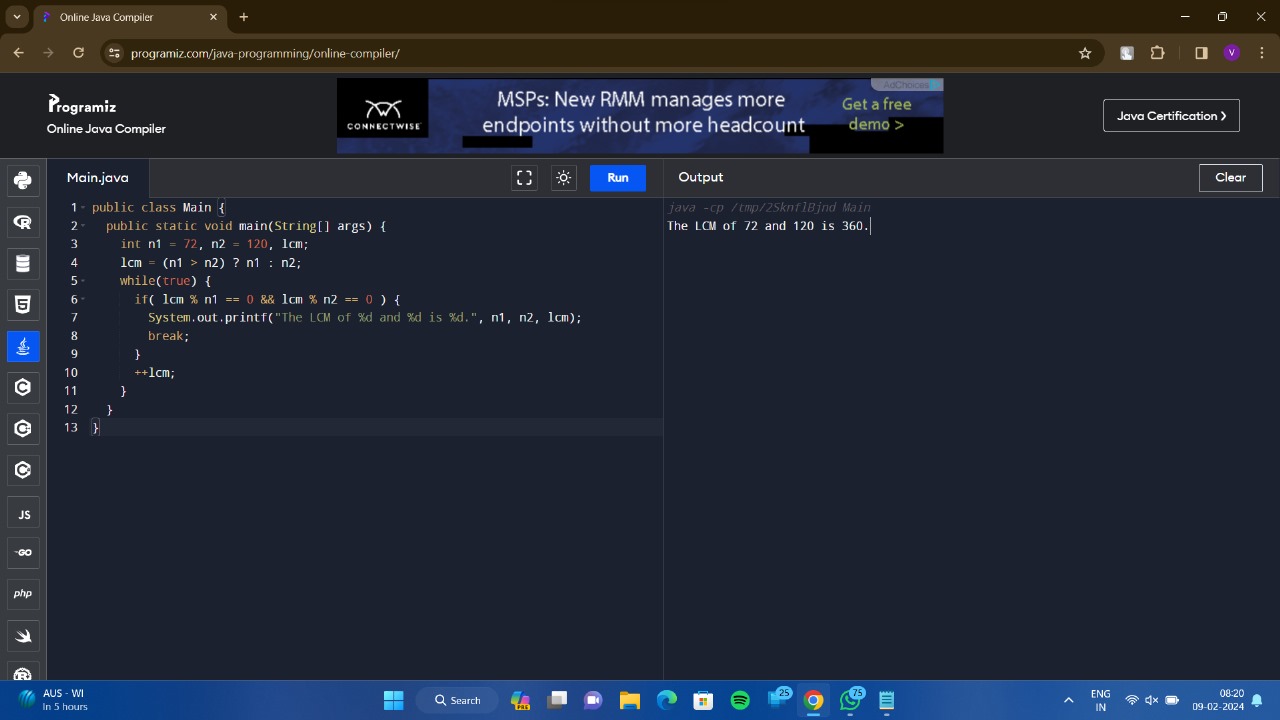 Online Java Compiler
programiz.com/java-programming/online-compiler/
V
Programiz
Online Java Compiler
CONNECTWISE
MSPs: New RMM manages more
endpoints without more headcount
AdChoices
Get a free
demo >
Java Certification ❯
Main.java
Run
Output
Clear
1 public class Main {
2 public static void main(String[] args) {
3 int n1 = 72, n2 = 120, lcm;
4 lcm = (n1 > n2) ? n1 : n2;
5 while(true) {
6 if( lcm % n1 == 0 && lcm % n2 == 0 ) {
7 System.out.printf("The LCM of %d and %d is %d.", n1, n2, lcm);
8 break;
9 }
10 ++lcm;
11 }
12 }
13 }
java -cp /tmp/2SknflBjnd Main
The LCM of 72 and 120 is 360.
JS
GO
php
AUS - WI
In 5 hours
Search
PRE
25
75
ENG
IN
08:20
09-02-2024